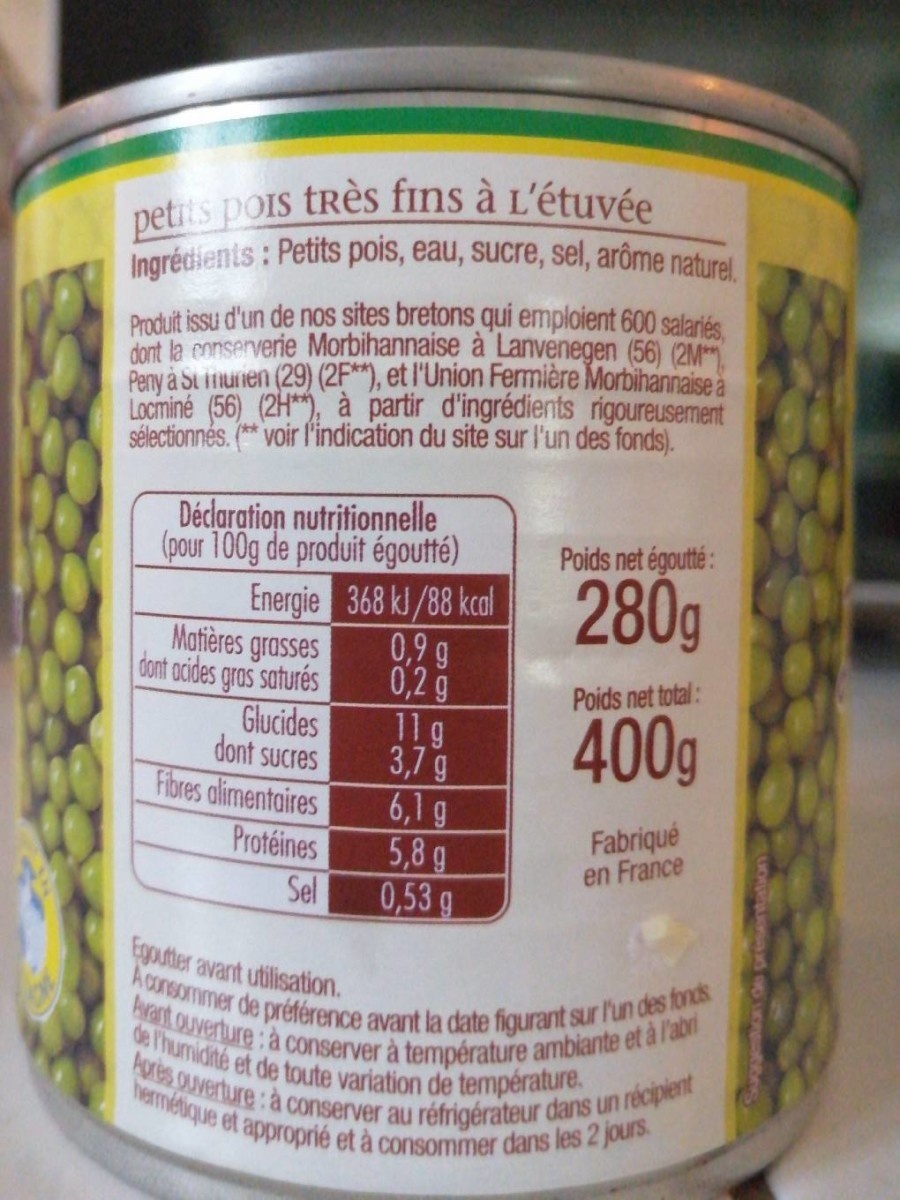 petits pois très fins à l'étuvée
Ingrédients : Petits pois, eau, sucre, sel, arôme naturel.
Produit issu d'un de nos sites bretons qui emploient 600 salariés,
dont la conserverie Morbihannaise à Lanvenegen (56) (2M**),
Peny à St Thurien (29) (2F**), et l'Union Fermière Morbihannaise à
Locminé (56) (2H**), à partir d'ingrédients rigoureusement
sélectionnés. (** voir l'indication du site sur l'un des fonds).
Déclaration nutritionnelle
(pour 100g de produit égoutté)
Energie 368 kJ/88 kcal
Matières grasses 0,9 g
dont acides gras saturés 0,2 g
Glucides 11 g
dont sucres 3,7 g
Fibres alimentaires 6,1 g
Protéines 5,8 g
Sel 0,53 g
Poids net égoutté :
280g
Poids net total :
400g
Fabriqué
en France
Egoutter avant utilisation.
A consommer de préférence avant la date figurant sur l'un des fonds.
Avant ouverture : à conserver à température ambiante et à l'abri
de l'humidité et de toute variation de température.
Après ouverture : à conserver au réfrigérateur dans un récipient
hermétique et approprié et à consommer dans les 2 jours.
Suggestion de présentation